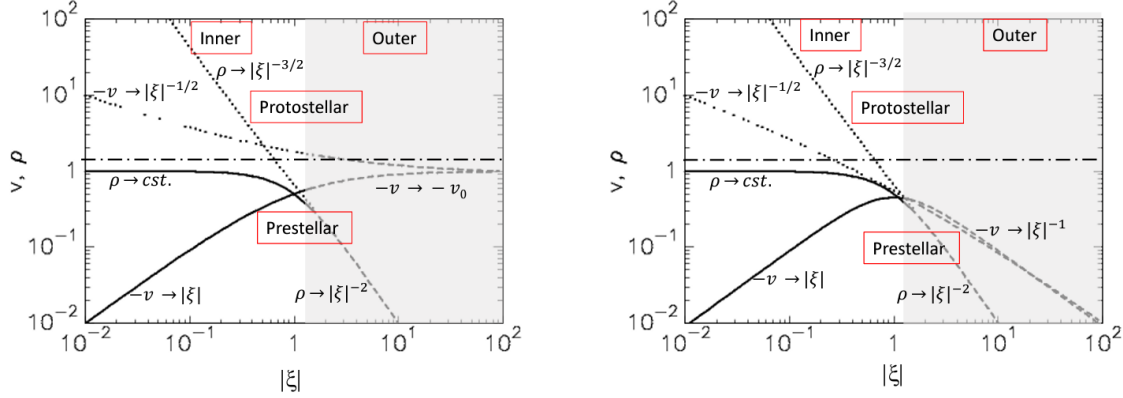 10²
Inner
Outer
ρ → |ξ|⁻³/²
10¹
−v → |ξ|⁻¹/²
Protostellar
v, ρ
1
ρ → cst.
−v → − v₀
10⁻¹
Prestellar
−v → |ξ|
ρ → |ξ|⁻²
10⁻²
10⁻² 10⁻¹ 1 10¹ 10²
|ξ|
10²
Inner
Outer
ρ → |ξ|⁻³/²
10¹
−v → |ξ|⁻¹/²
Protostellar
v, ρ
1
ρ → cst.
10⁻¹
Prestellar
−v → |ξ|⁻¹
−v → |ξ|
ρ → |ξ|⁻²
10⁻²
10⁻² 10⁻¹ 1 10¹ 10²
|ξ|